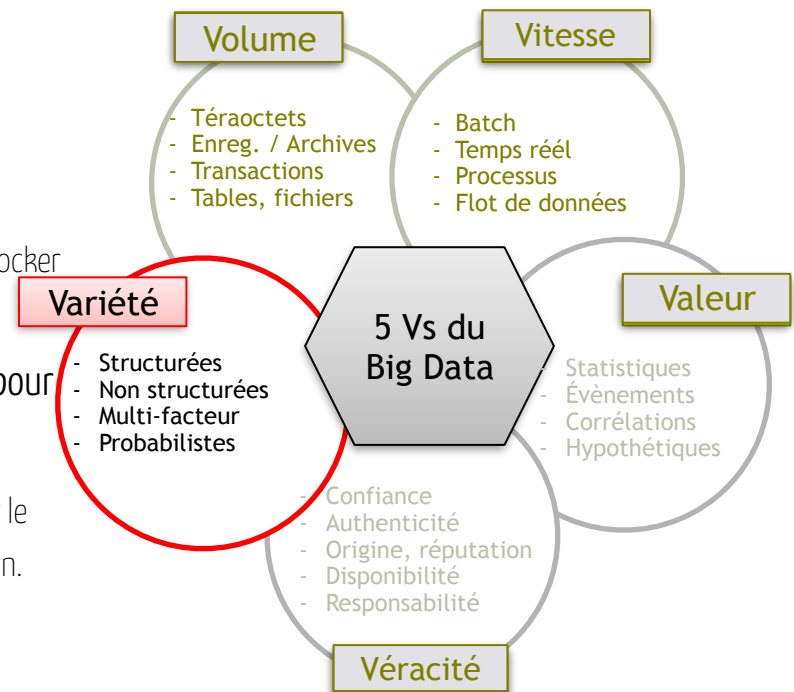 Volume
- Téraoctets
- Enreg. / Archives
- Transactions
- Tables, fichiers
Vitesse
- Batch
- Temps réél
- Processus
- Flot de données
ocker
pour
le
n.
Variété
- Structurées
- Non structurées
- Multi-facteur
- Probabilistes
5 Vs du
Big Data
Valeur
- Statistiques
- Évènements
- Corrélations
- Hypothétiques
- Confiance
- Authenticité
- Origine, réputation
- Disponibilité
- Responsabilité
Véracité